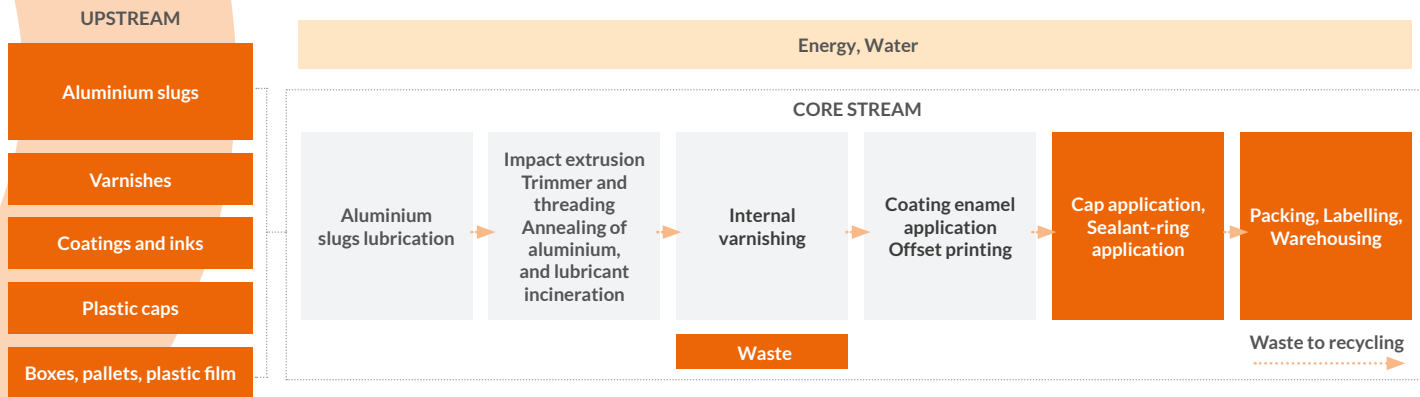 UPSTREAM
Aluminium slugs
Varnishes
Coatings and inks
Plastic caps
Boxes, pallets, plastic film
Energy, Water
CORE STREAM
Aluminium
slugs lubrication
Impact extrusion
Trimmer and
threading
Annealing of
aluminium,
and lubricant
incineration
Internal
varnishing
Coating enamel
application
Offset printing
Cap application,
Sealant-ring
application
Packing, Labelling,
Warehousing
Waste
Waste to recycling